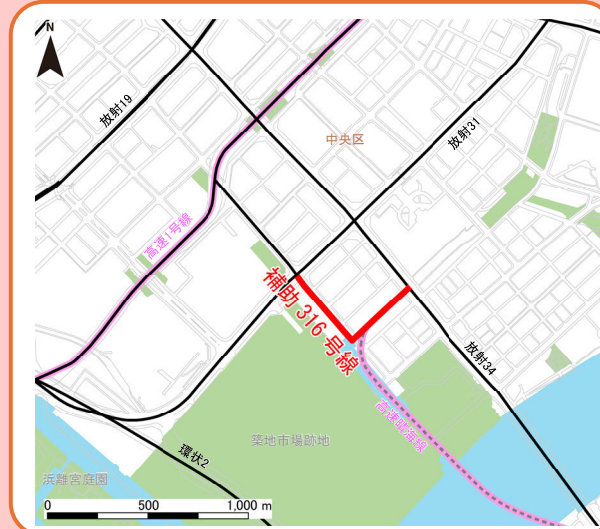 N
放射19
中央区
放射31
高速1号線
補助316号線
放射34
高速晴海線
築地市場跡地
環状2
浜離宮庭園
0 500 1,000 m